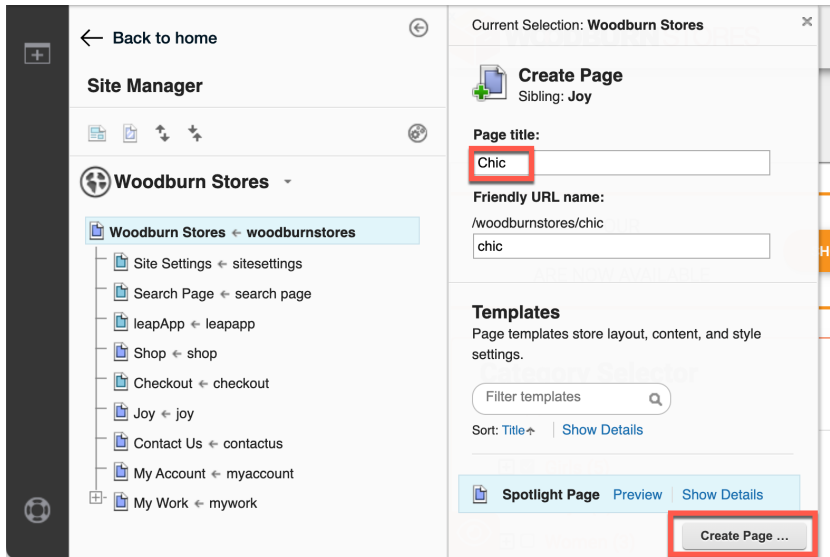 Back to home
Site Manager
Woodburn Stores
Woodburn Stores ← woodburnstores
Site Settings ← sitesettings
Search Page ← search page
leapApp ← leapapp
Shop ← shop
Checkout ← checkout
Joy ← joy
Contact Us ← contactus
My Account ← myaccount
My Work ← mywork
Current Selection: Woodburn Stores
Create Page
Sibling: Joy
Page title:
Chic
Friendly URL name:
/woodburnstores/chic
chic
Templates
Page templates store layout, content, and style
settings.
Category Selector
Filter templates
Sort: Title Show Details
Spotlight Page Preview Show Details
Create Page ...